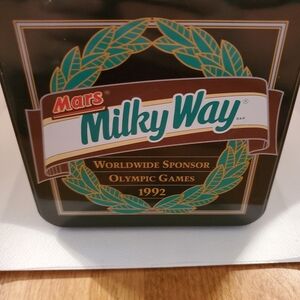 Mars®
Milky Way®
WORLDWIDE SPONSOR
OLYMPIC GAMES
1992